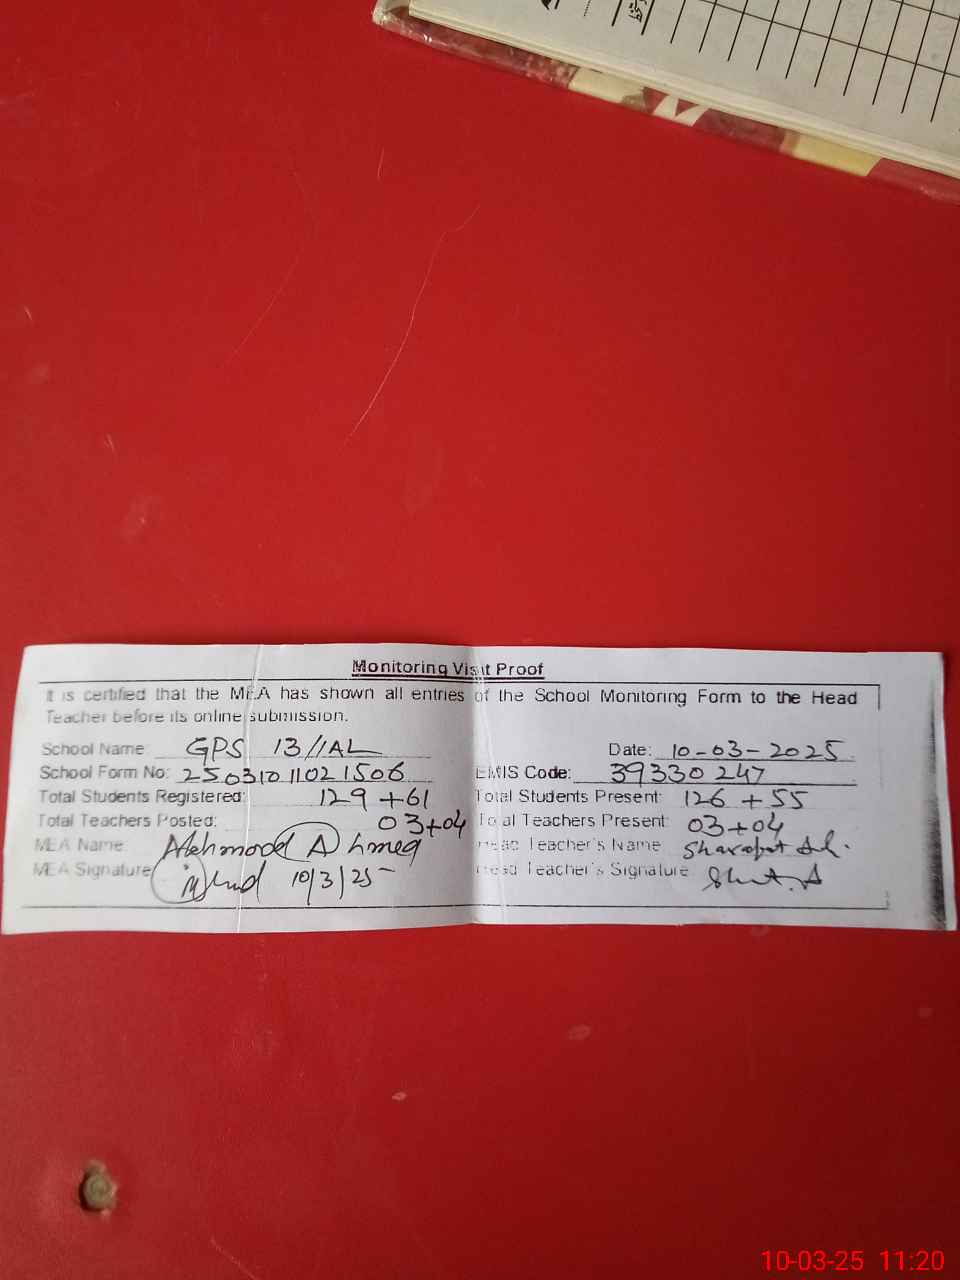 Monitoring Visit Proof
It is certified that the MEA has shown all entries of the School Monitoring Form to the Head
Teacher before its online submission.
School Name: GPS 13/1AL Date: 10-03-2025
School Form No: 25031011021506 EMIS Code: 39330247
Total Students Registered: 129+61 Total Students Present: 126+55
Total Teachers Posted: 03+04 Total Teachers Present: 03+04
MEA Name: Mehmood Ahmed Head Teacher's Name Sharafat
MEA Signature 10/3/25 Head Teacher's Signature
10-03-25 11:20